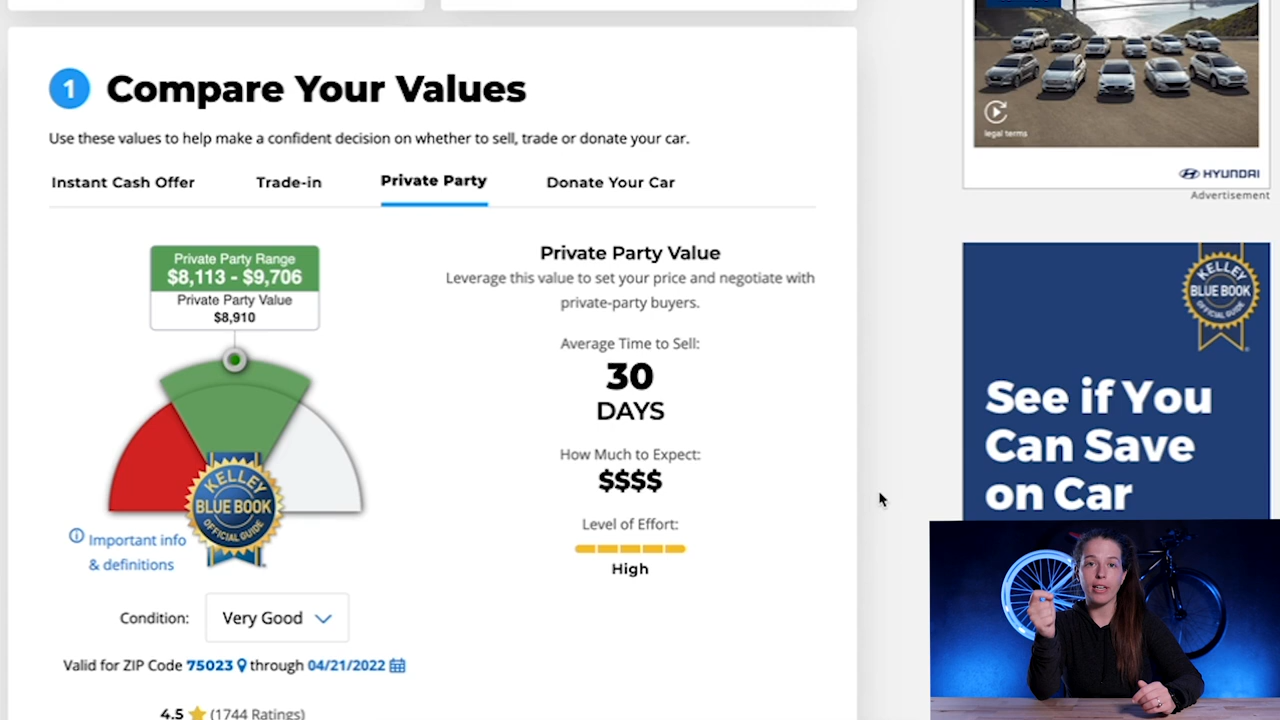 1 Compare Your Values
Use these values to help make a confident decision on whether to sell, trade or donate your car.
Instant Cash Offer
Trade-in
Private Party
Donate Your Car
Private Party Range
$8,113 - $9,706
Private Party Value
$8,910
KELLEY
BLUE BOOK
OFFICIAL GUIDE
Important info
& definitions
Condition:
Very Good
Valid for ZIP Code 75023 through 04/21/2022
4.5 (1744 Ratings)
Private Party Value
Leverage this value to set your price and negotiate with
private-party buyers.
Average Time to Sell:
30
DAYS
How Much to Expect:
$$$$
Level of Effort:
High
legal terms
HYUNDAI
Advertisement
KELLEY
BLUE BOOK
OFFICIAL GUIDE
See if You
Can Save
on Car